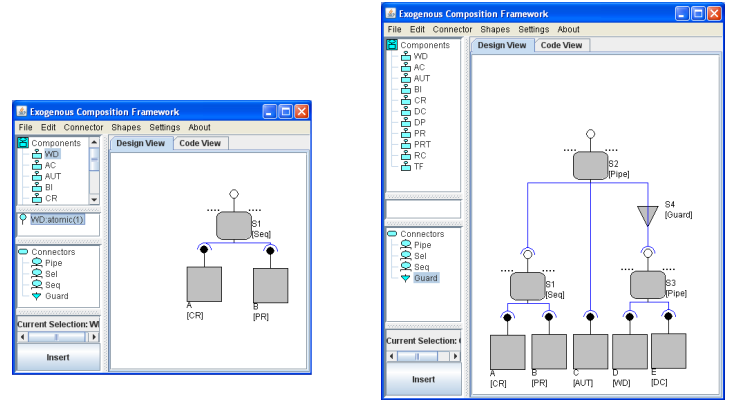 Exogenous Composition Framework
File Edit Connector Shapes Settings About
Components
WD
AC
AUT
BI
CR
WD:atomic(1)
Connectors
Pipe
Sel
Seq
Guard
Current Selection: WI
Insert
Design View Code View
S1
[Seq]
A
[CR]
B
[PR]
Exogenous Composition Framework
File Edit Connector Shapes Settings About
Components
WD
AC
AUT
BI
CR
DC
DP
PR
PRT
RC
TF
Connectors
Pipe
Sel
Seq
Guard
Current Selection:
Insert
Design View Code View
S2
[Pipe]
S4
[Guard]
S1
[Seq]
S3
[Pipe]
A
[CR]
B
[PR]
C
[AUT]
D
[WD]
E
[DC]